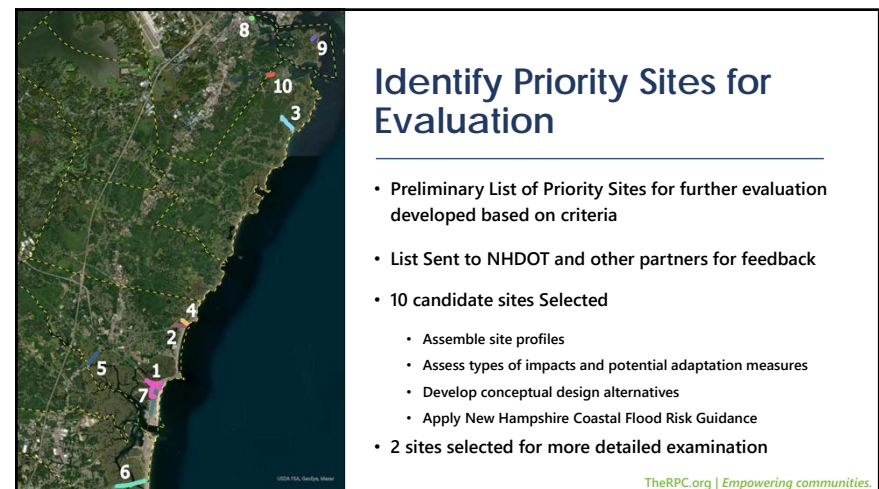 8
9
10
3
4
2
5
1
7
6
USDA FSA, GeoEye, Maxar
Identify Priority Sites for
Evaluation
• Preliminary List of Priority Sites for further evaluation
developed based on criteria
• List Sent to NHDOT and other partners for feedback
• 10 candidate sites Selected
• Assemble site profiles
• Assess types of impacts and potential adaptation measures
• Develop conceptual design alternatives
• Apply New Hampshire Coastal Flood Risk Guidance
• 2 sites selected for more detailed examination
TheRPC.org | Empowering communities.